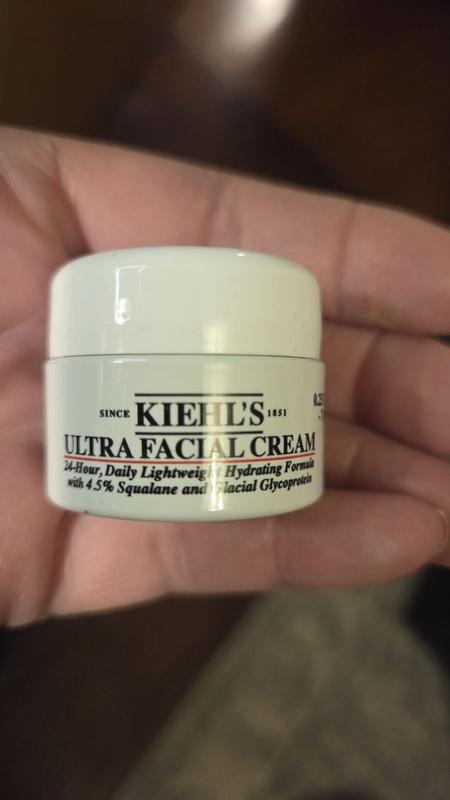 SINCE KIEHL'S 1851
ULTRA FACIAL CREAM
24-Hour, Daily Lightweight Hydrating Formula
with 4.5% Squalane and Glacial Glycoprotein